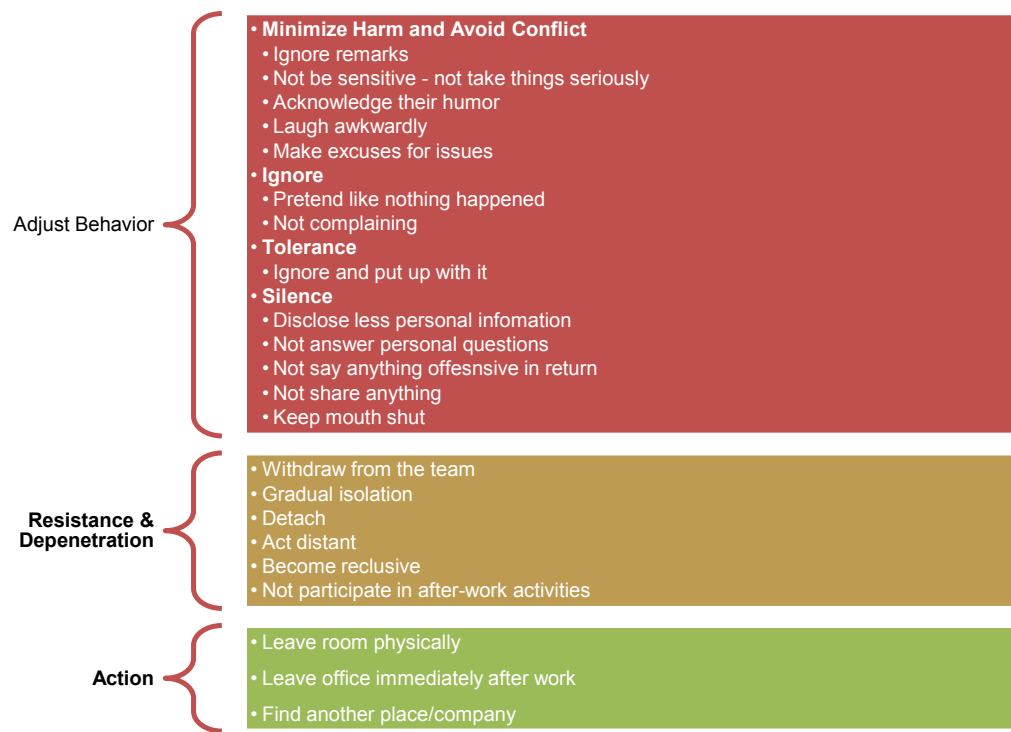 Adjust Behavior
• Minimize Harm and Avoid Conflict
• Ignore remarks
• Not be sensitive - not take things seriously
• Acknowledge their humor
• Laugh awkwardly
• Make excuses for issues
• Ignore
• Pretend like nothing happened
• Not complaining
• Tolerance
• Ignore and put up with it
• Silence
• Disclose less personal infomation
• Not answer personal questions
• Not say anything offesnsive in return
• Not share anything
• Keep mouth shut
Resistance &
Depenetration
• Withdraw from the team
• Gradual isolation
• Detach
• Act distant
• Become reclusive
• Not participate in after-work activities
Action
• Leave room physically
• Leave office immediately after work
• Find another place/company